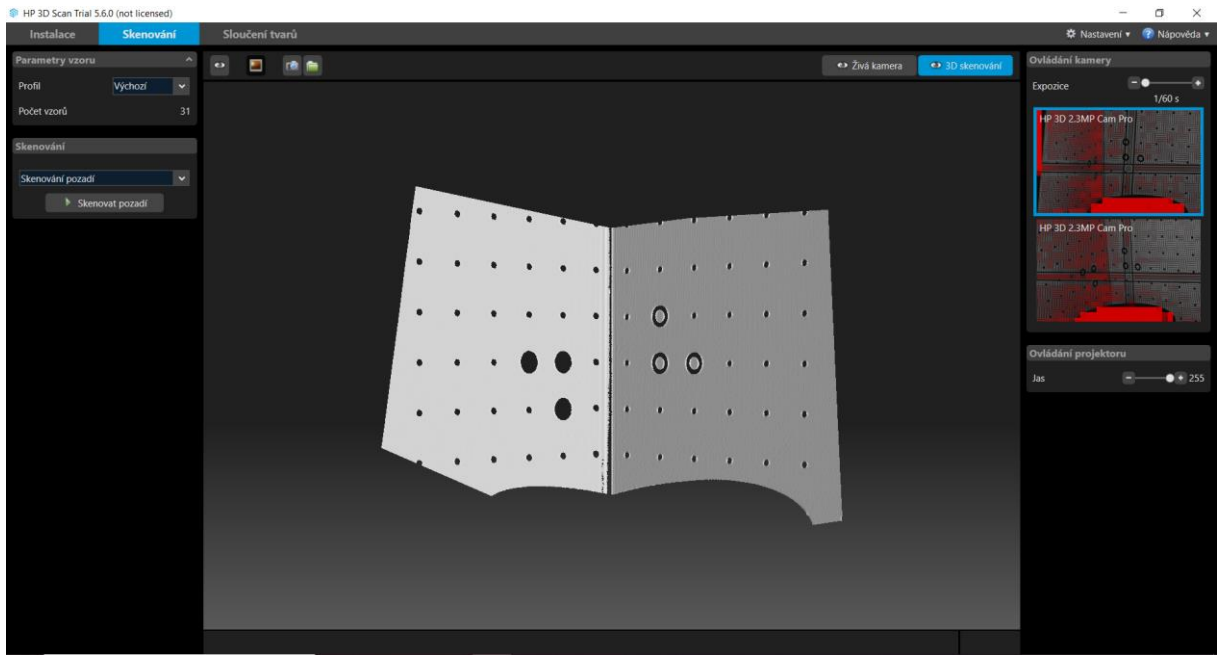 HP 3D Scan Trial 5.6.0 (not licensed)
Instalace Skenování Sloučení tvarů Nastavení Nápověda
Parametry vzoru
Profil Výchozí
Počet vzorů 31
Skenování
Skenování pozadí
Skenovat pozadí
Živá kamera 3D skenování
Ovládání kamery
Expozice
1/60 s
HP 3D 2.3MP Cam Pro
HP 3D 2.3MP Cam Pro
Ovládání projektoru
Jas 255